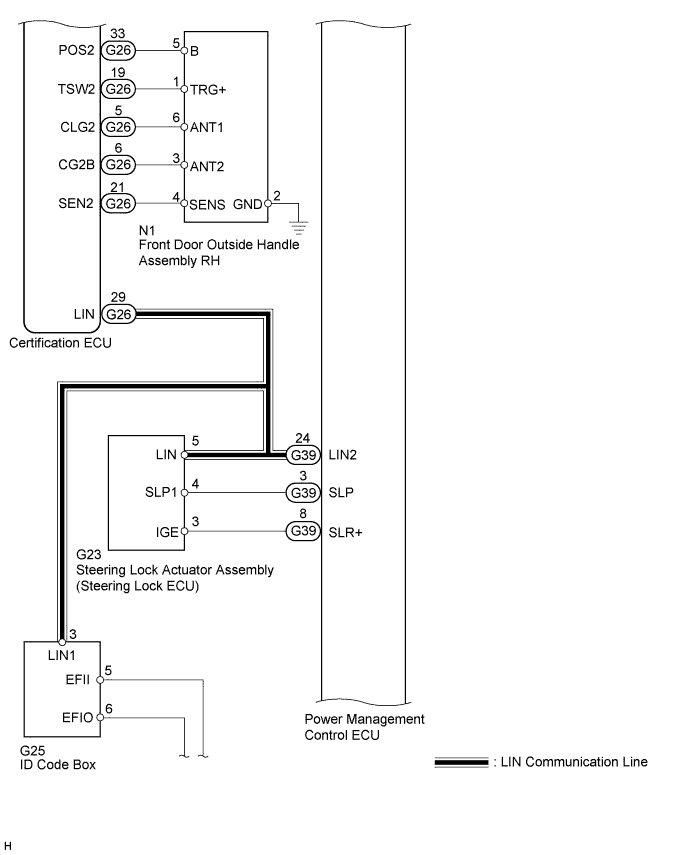 33
POS2 G26 5 B
19
TSW2 G26 1 TRG+
5
CLG2 G26 6 ANT1
6
CG2B G26 3 ANT2
21
SEN2 G26 4 SENS GND 2
N1
Front Door Outside Handle
Assembly RH
29
LIN G26
Certification ECU
LIN 5 24 G39 LIN2
SLP1 4 3 G39 SLP
IGE 3 8 G39 SLR+
G23
Steering Lock Actuator Assembly
(Steering Lock ECU)
3
LIN1
EFII 5
EFIO 6
G25
ID Code Box
Power Management
Control ECU
: LIN Communication Line
H